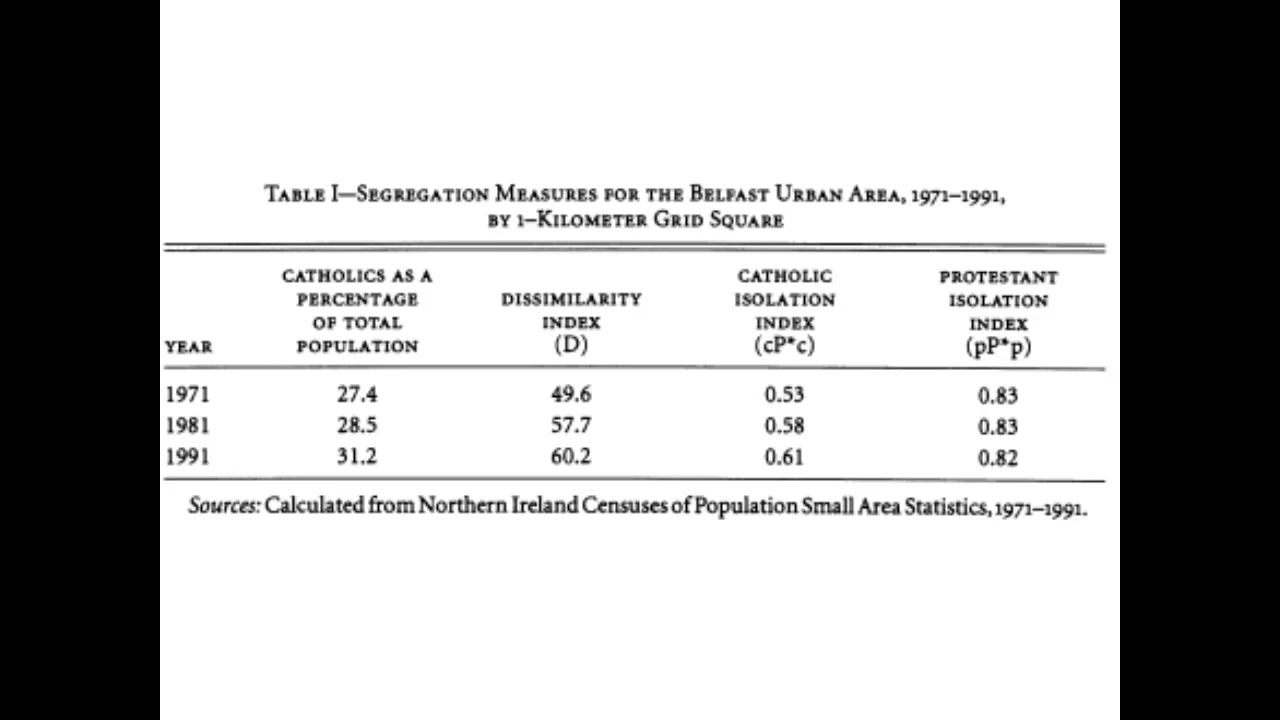 TABLE I—SEGREGATION MEASURES FOR THE BELFAST URBAN AREA, 1971–1991,
BY 1–KILOMETER GRID SQUARE
CATHOLICS AS A CATHOLIC PROTESTANT
PERCENTAGE DISSIMILARITY ISOLATION ISOLATION
OF TOTAL INDEX INDEX INDEX
YEAR POPULATION (D) (cP*c) (pP*p)
1971 27.4 49.6 0.53 0.83
1981 28.5 57.7 0.58 0.83
1991 31.2 60.2 0.61 0.82
Sources: Calculated from Northern Ireland Censuses of Population Small Area Statistics, 1971–1991.